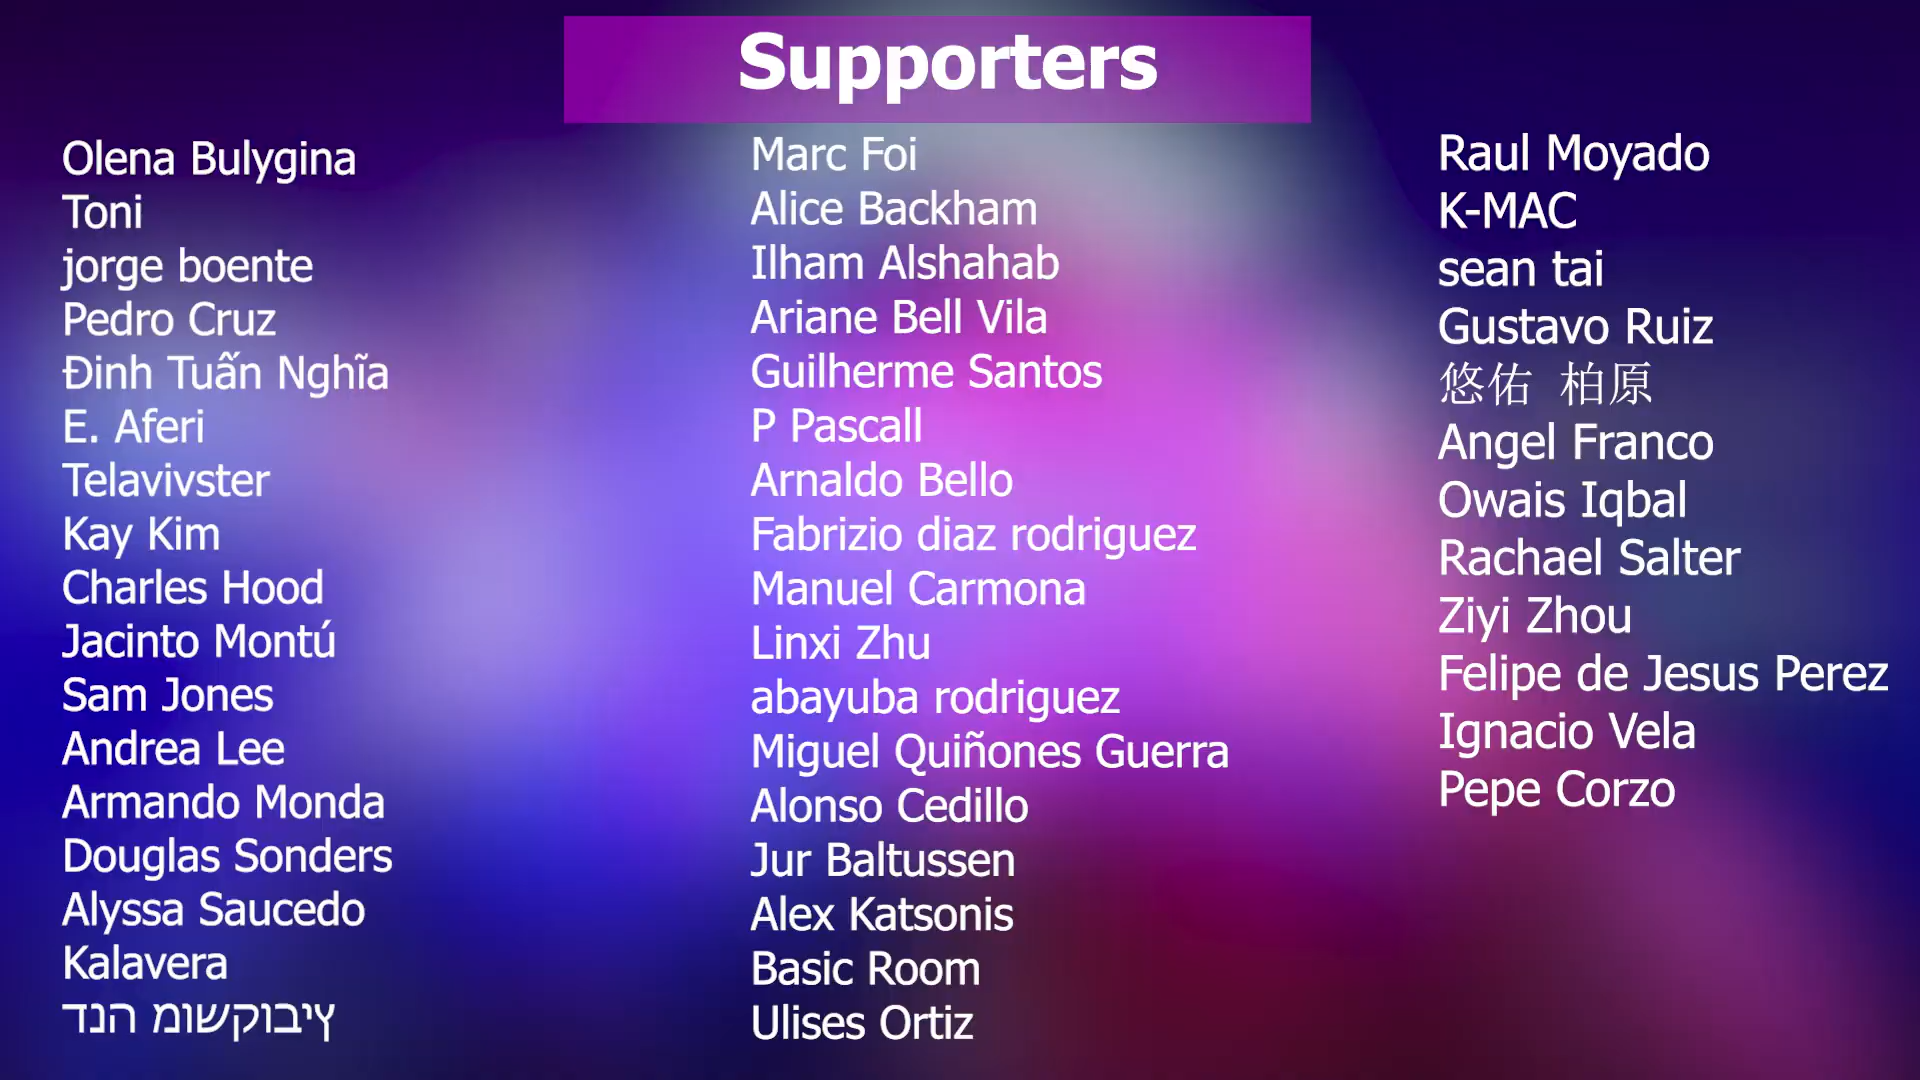 Supporters
Olena Bulygina
Toni
jorge boente
Pedro Cruz
Đinh Tuấn Nghĩa
E. Aferi
Telavivster
Kay Kim
Charles Hood
Jacinto Montú
Sam Jones
Andrea Lee
Armando Monda
Douglas Sonders
Alyssa Saucedo
Kalavera
דנה מושקוביץ
Marc Foi
Alice Backham
Ilham Alshahab
Ariane Bell Vila
Guilherme Santos
P Pascall
Arnaldo Bello
Fabrizio diaz rodriguez
Manuel Carmona
Linxi Zhu
abayuba rodriguez
Miguel Quiñones Guerra
Alonso Cedillo
Jur Baltussen
Alex Katsonis
Basic Room
Ulises Ortiz
Raul Moyado
K-MAC
sean tai
Gustavo Ruiz
悠佑 柏原
Angel Franco
Owais Iqbal
Rachael Salter
Ziyi Zhou
Felipe de Jesus Perez
Ignacio Vela
Pepe Corzo